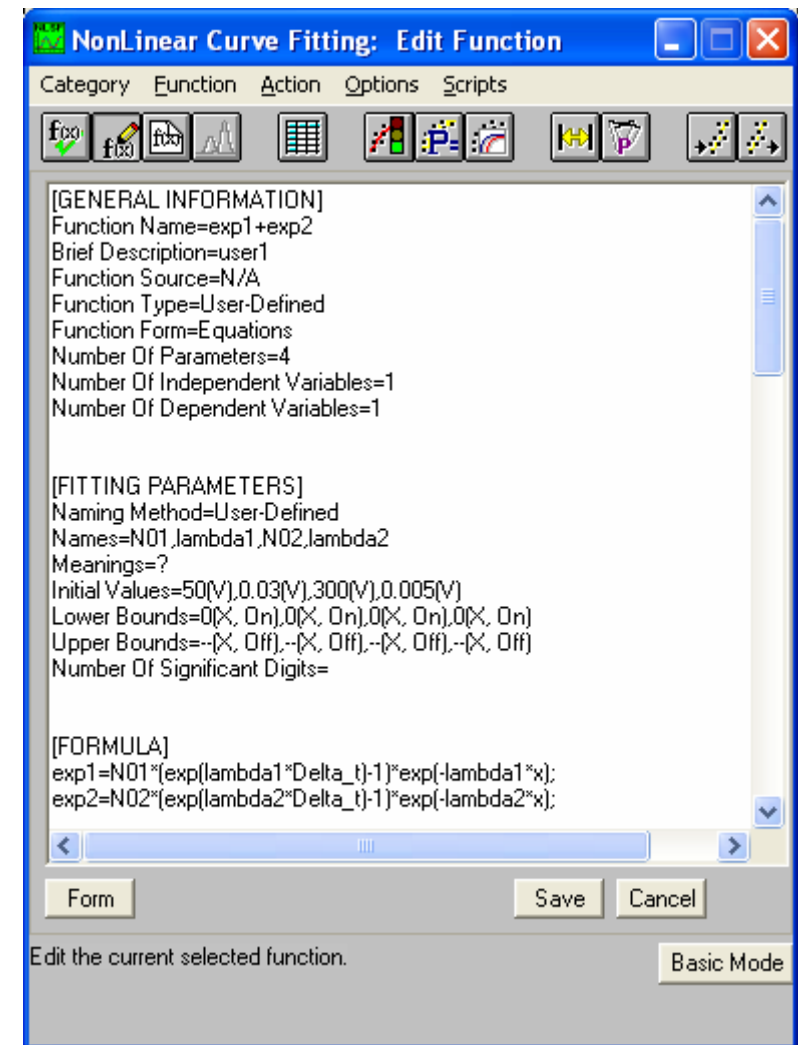 NonLinear Curve Fitting: Edit Function
Category Function Action Options Scripts
[GENERAL INFORMATION]
Function Name=exp1+exp2
Brief Description=user1
Function Source=N/A
Function Type=User-Defined
Function Form=Equations
Number Of Parameters=4
Number Of Independent Variables=1
Number Of Dependent Variables=1
[FITTING PARAMETERS]
Naming Method=User-Defined
Names=N01,lambda1,N02,lambda2
Meanings=?
Initial Values=50(V),0.03(V),300(V),0.005(V)
Lower Bounds=0(X, On),0(X, On),0(X, On),0(X, On)
Upper Bounds=--(X, Off),--(X, Off),--(X, Off),--(X, Off)
Number Of Significant Digits=
[FORMULA]
exp1=N01*(exp(lambda1*Delta_t)-1)*exp(-lambda1*x);
exp2=N02*(exp(lambda2*Delta_t)-1)*exp(-lambda2*x);
Form Save Cancel
Edit the current selected function.
Basic Mode